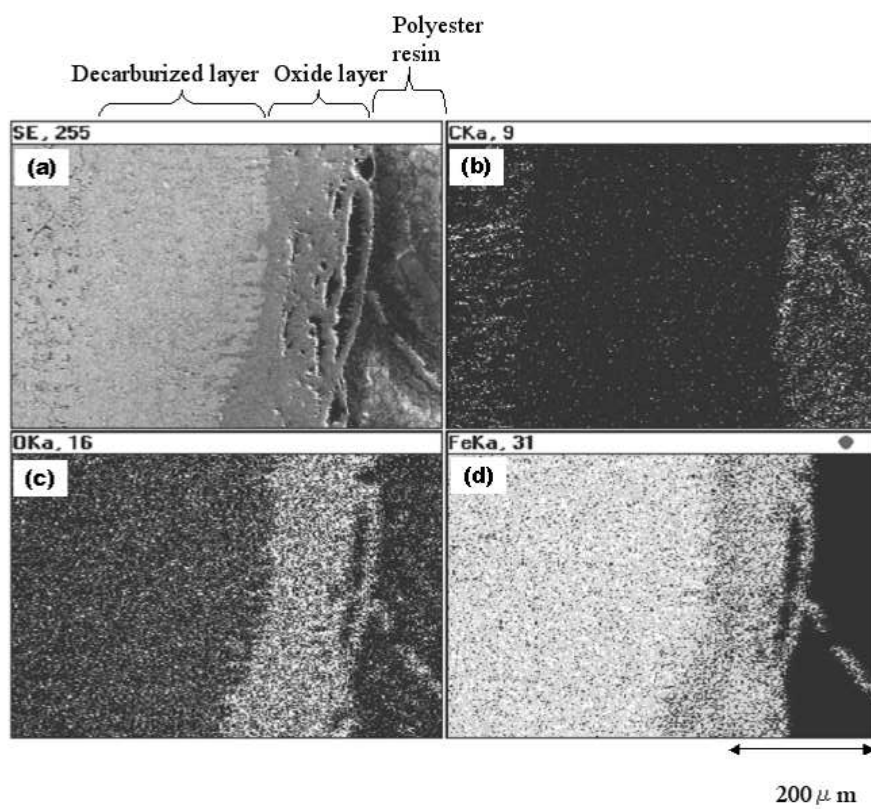 Polyester
resin
Decarburized layer
Oxide layer
SE, 255
CKa, 9
(a)
(b)
OKa, 16
FeKa, 31
(c)
(d)
200 μ m